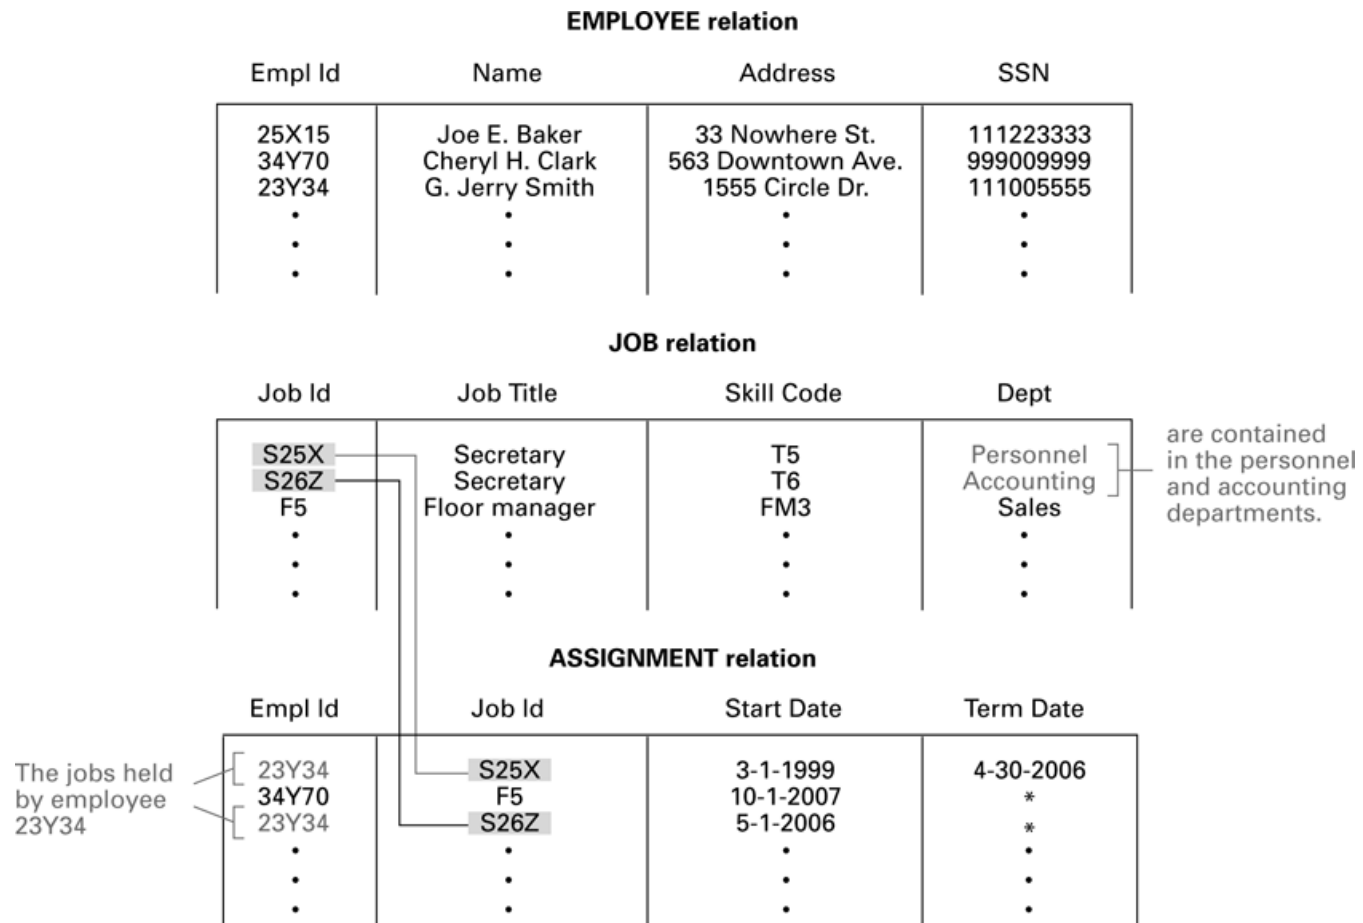 EMPLOYEE relation
Empl Id Name Address SSN
25X15 Joe E. Baker 33 Nowhere St. 111223333
34Y70 Cheryl H. Clark 563 Downtown Ave. 999009999
23Y34 G. Jerry Smith 1555 Circle Dr. 111005555
• • • •
• • • •
• • • •
JOB relation
Job Id Job Title Skill Code Dept
S25X Secretary T5 Personnel
S26Z Secretary T6 Accounting
F5 Floor manager FM3 Sales
• • • •
• • • •
• • • •
are contained
in the personnel
and accounting
departments.
ASSIGNMENT relation
Empl Id Job Id Start Date Term Date
23Y34 S25X 3-1-1999 4-30-2006
34Y70 F5 10-1-2007 *
23Y34 S26Z 5-1-2006 *
• • • •
• • • •
• • • •
The jobs held
by employee
23Y34